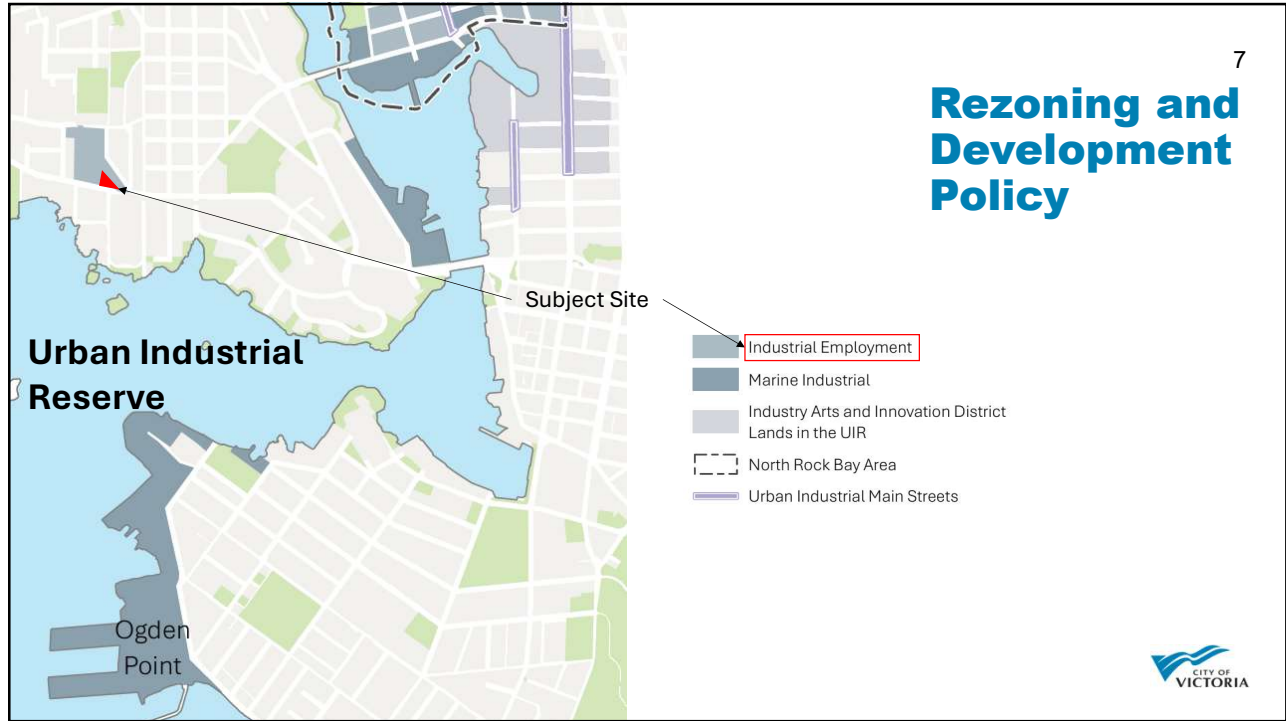 7
Rezoning and
Development
Policy
Subject Site
Urban Industrial
Reserve
Industrial Employment
Marine Industrial
Industry Arts and Innovation District
Lands in the UIR
North Rock Bay Area
Urban Industrial Main Streets
Ogden
Point
CITY OF
VICTORIA